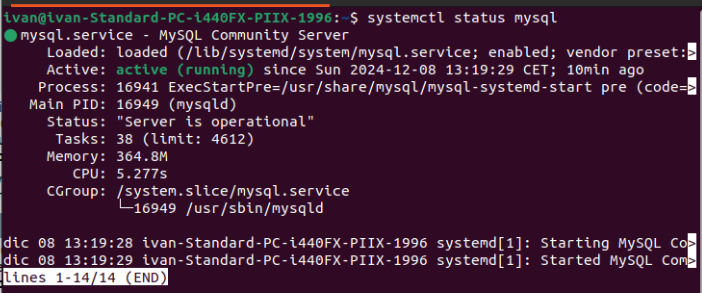 ivan@ivan-Standard-PC-i440FX-PIIX-1996:~$ systemctl status mysql
mysql.service - MySQL Community Server
Loaded: loaded (/lib/systemd/system/mysql.service; enabled; vendor preset:>
Active: active (running) since Sun 2024-12-08 13:19:29 CET; 10min ago
Process: 16941 ExecStartPre=/usr/share/mysql/mysql-systemd-start pre (code=>
Main PID: 16949 (mysqld)
Status: "Server is operational"
Tasks: 38 (limit: 4612)
Memory: 364.8M
CPU: 5.277s
CGroup: /system.slice/mysql.service
└─16949 /usr/sbin/mysqld
dic 08 13:19:28 ivan-Standard-PC-i440FX-PIIX-1996 systemd[1]: Starting MySQL Co>
dic 08 13:19:29 ivan-Standard-PC-i440FX-PIIX-1996 systemd[1]: Started MySQL Com>
lines 1-14/14 (END)